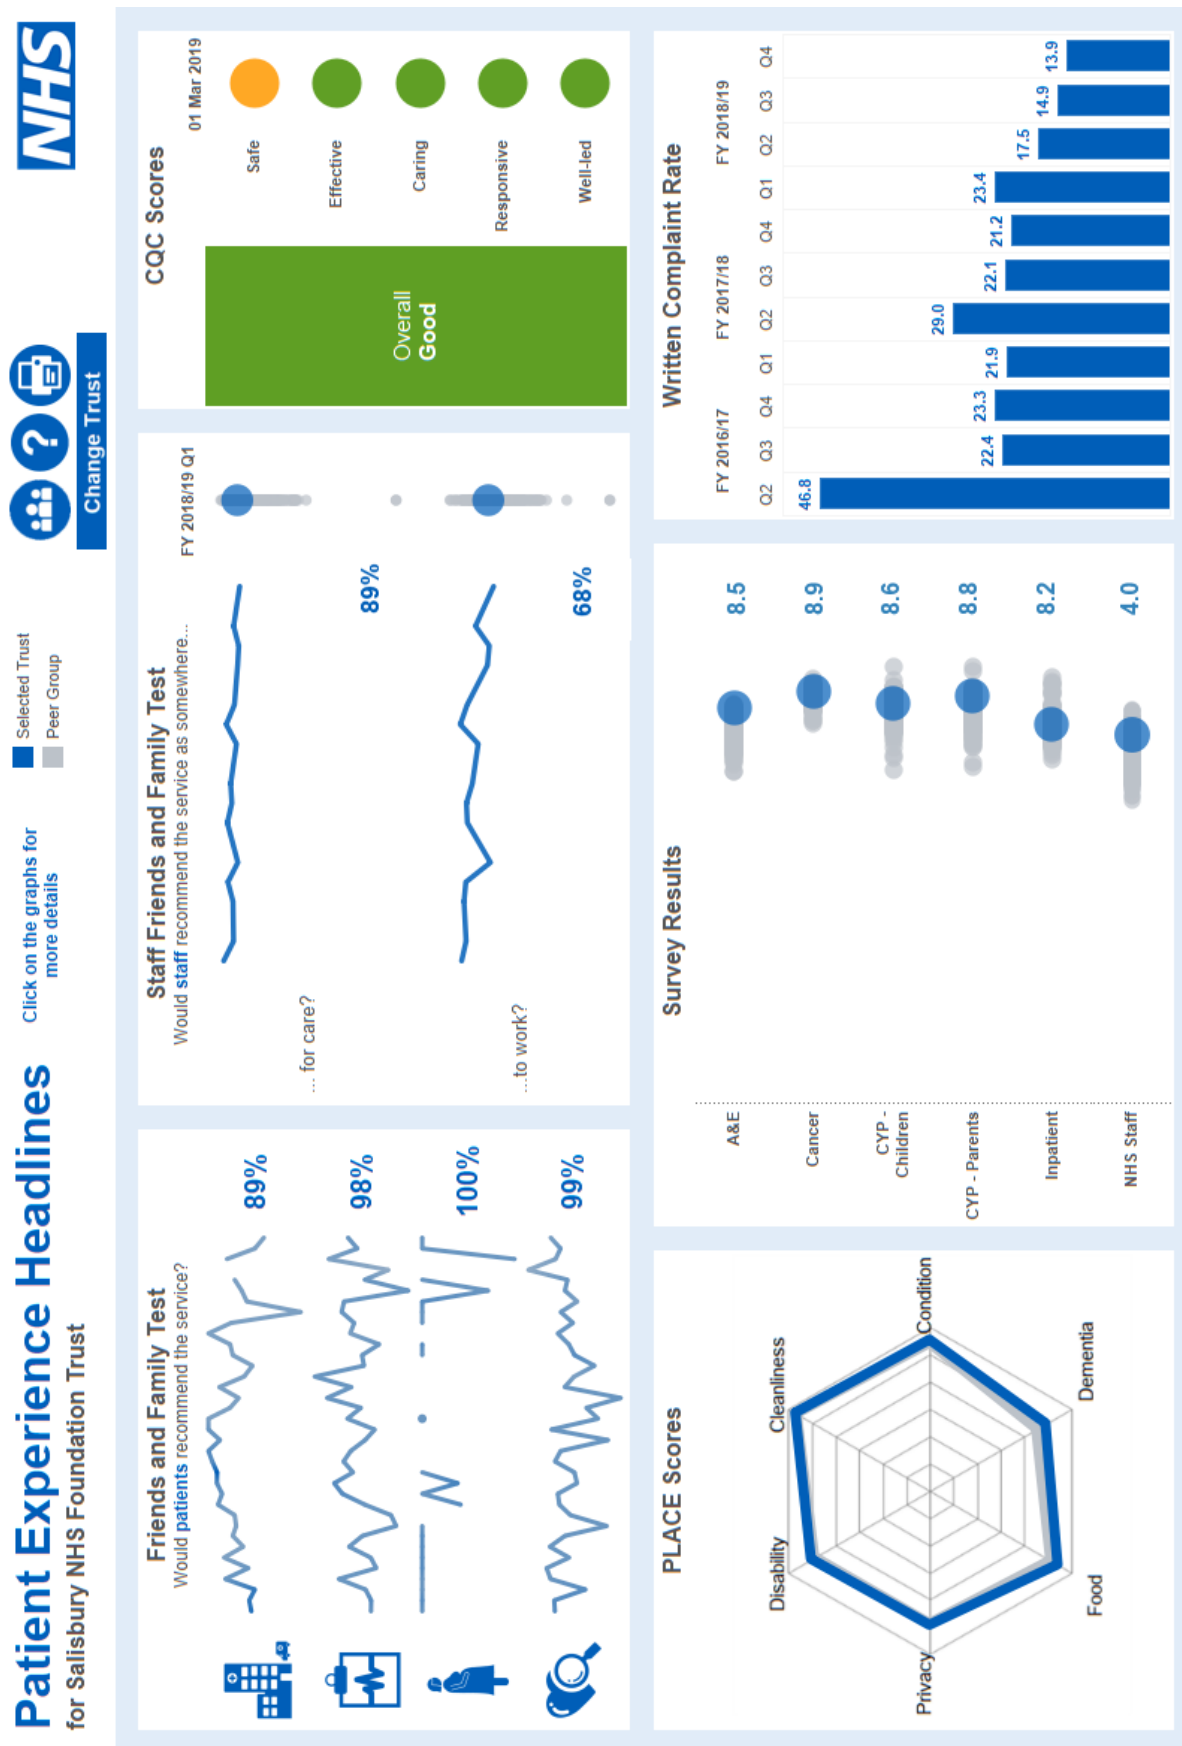 Patient Experience Headlines
for Salisbury NHS Foundation Trust
Click on the graphs for
more details
Selected Trust
Peer Group
?
Change Trust
NHS
Friends and Family Test
Would patients recommend the service?
89%
98%
100%
99%
Staff Friends and Family Test
Would staff recommend the service as somewhere...
FY 2018/19 Q1
... for care?
89%
...to work?
68%
CQC Scores
01 Mar 2019
Overall
Good
Safe
Effective
Caring
Responsive
Well-led
PLACE Scores
Cleanliness
Condition
Dementia
Food
Privacy
Disability
Survey Results
A&E
8.5
Cancer
8.9
CYP -
Children
8.6
CYP - Parents
8.8
Inpatient
8.2
NHS Staff
4.0
Written Complaint Rate
FY 2016/17 FY 2017/18 FY 2018/19
Q2 Q3 Q4 Q1 Q2 Q3 Q4 Q1 Q2 Q3 Q4
46.8 22.4 23.3 21.9 29.0 22.1 21.2 23.4 17.5 14.9 13.9